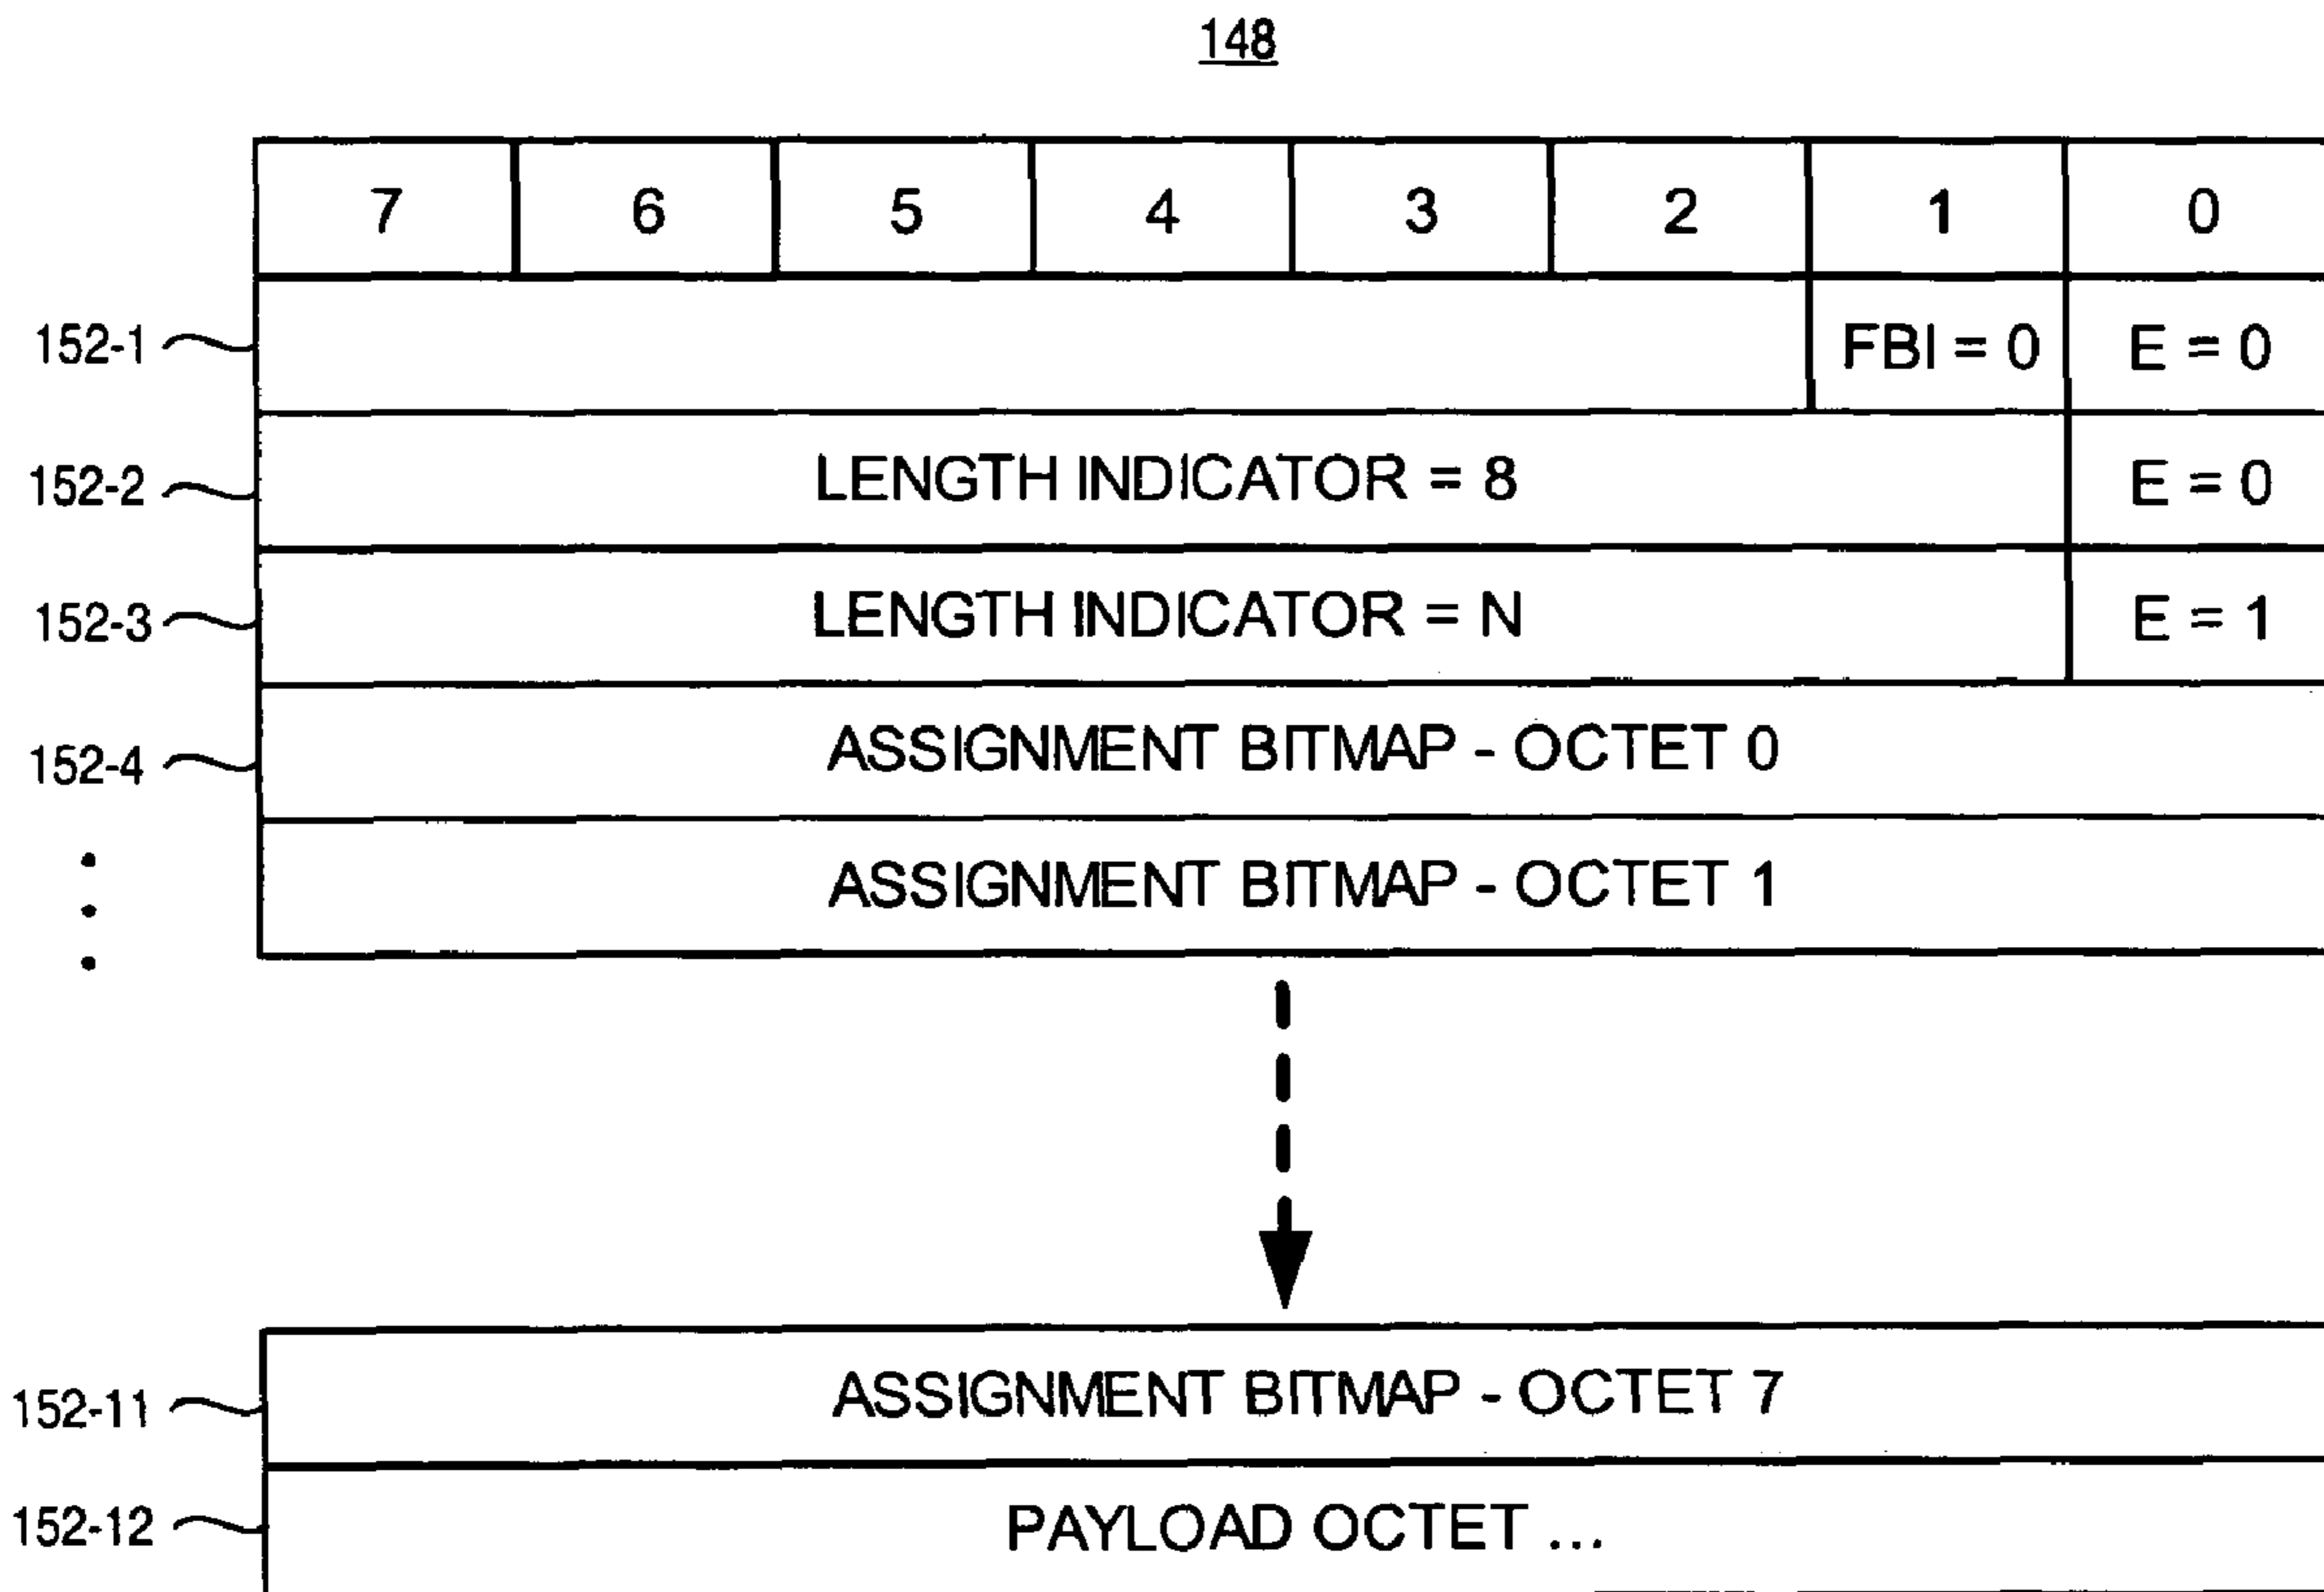 148
7 6 5 4 3 2 1 0
152-1 FBI = 0 E = 0
152-2 LENGTH INDICATOR = 8 E = 0
152-3 LENGTH INDICATOR = N E = 1
152-4 ASSIGNMENT BITMAP - OCTET 0
ASSIGNMENT BITMAP - OCTET 1
152-11 ASSIGNMENT BITMAP - OCTET 7
152-12 PAYLOAD OCTET ...